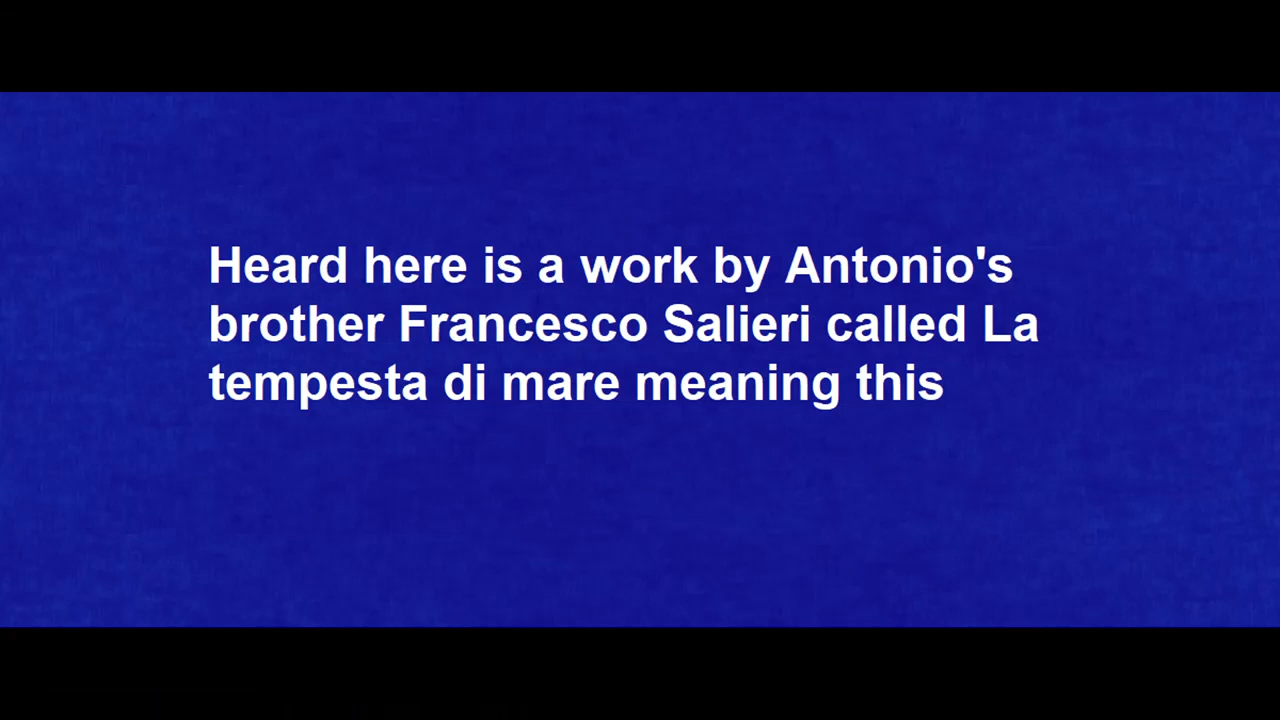 Heard here is a work by Antonio's
brother Francesco Salieri called La
tempesta di mare meaning this